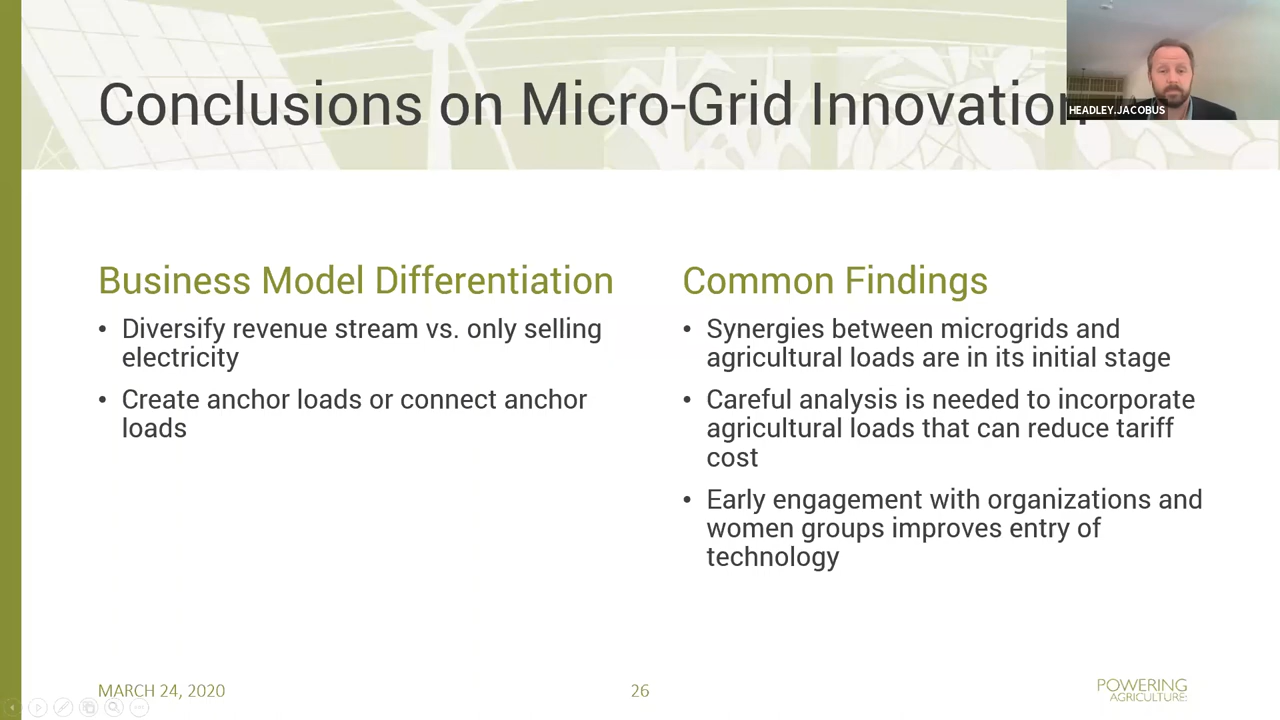 Conclusions on Micro-Grid Innovation
HEADLEY.JACOBUS
Business Model Differentiation
• Diversify revenue stream vs. only selling
electricity
• Create anchor loads or connect anchor
loads
Common Findings
• Synergies between microgrids and
agricultural loads are in its initial stage
• Careful analysis is needed to incorporate
agricultural loads that can reduce tariff
cost
• Early engagement with organizations and
women groups improves entry of
technology
MARCH 24, 2020
26
POWERING
AGRICULTURE: